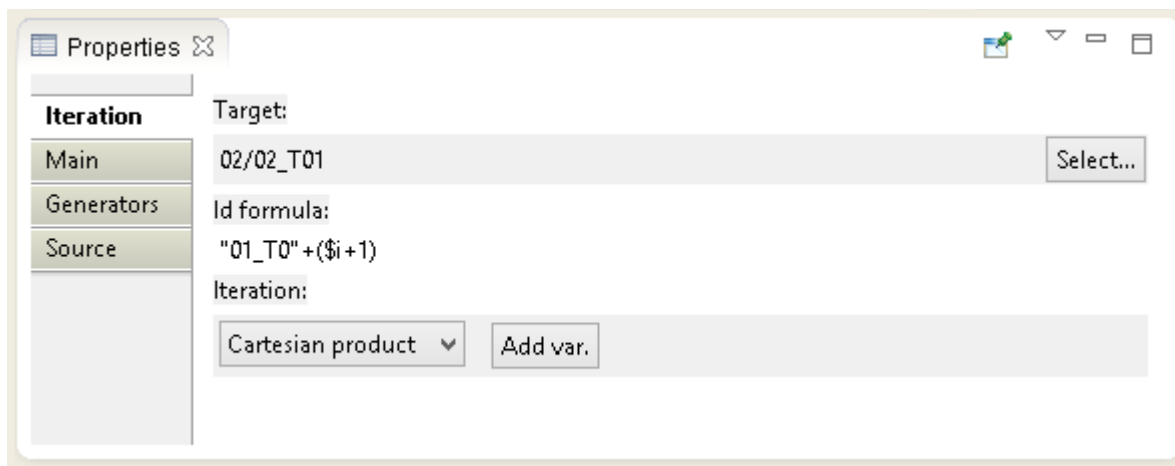 Properties
Iteration
Main
Generators
Source
Target:
02/02_T01
Select...
Id formula:
"01_T0"+($i+1)
Iteration:
Cartesian product
Add var.